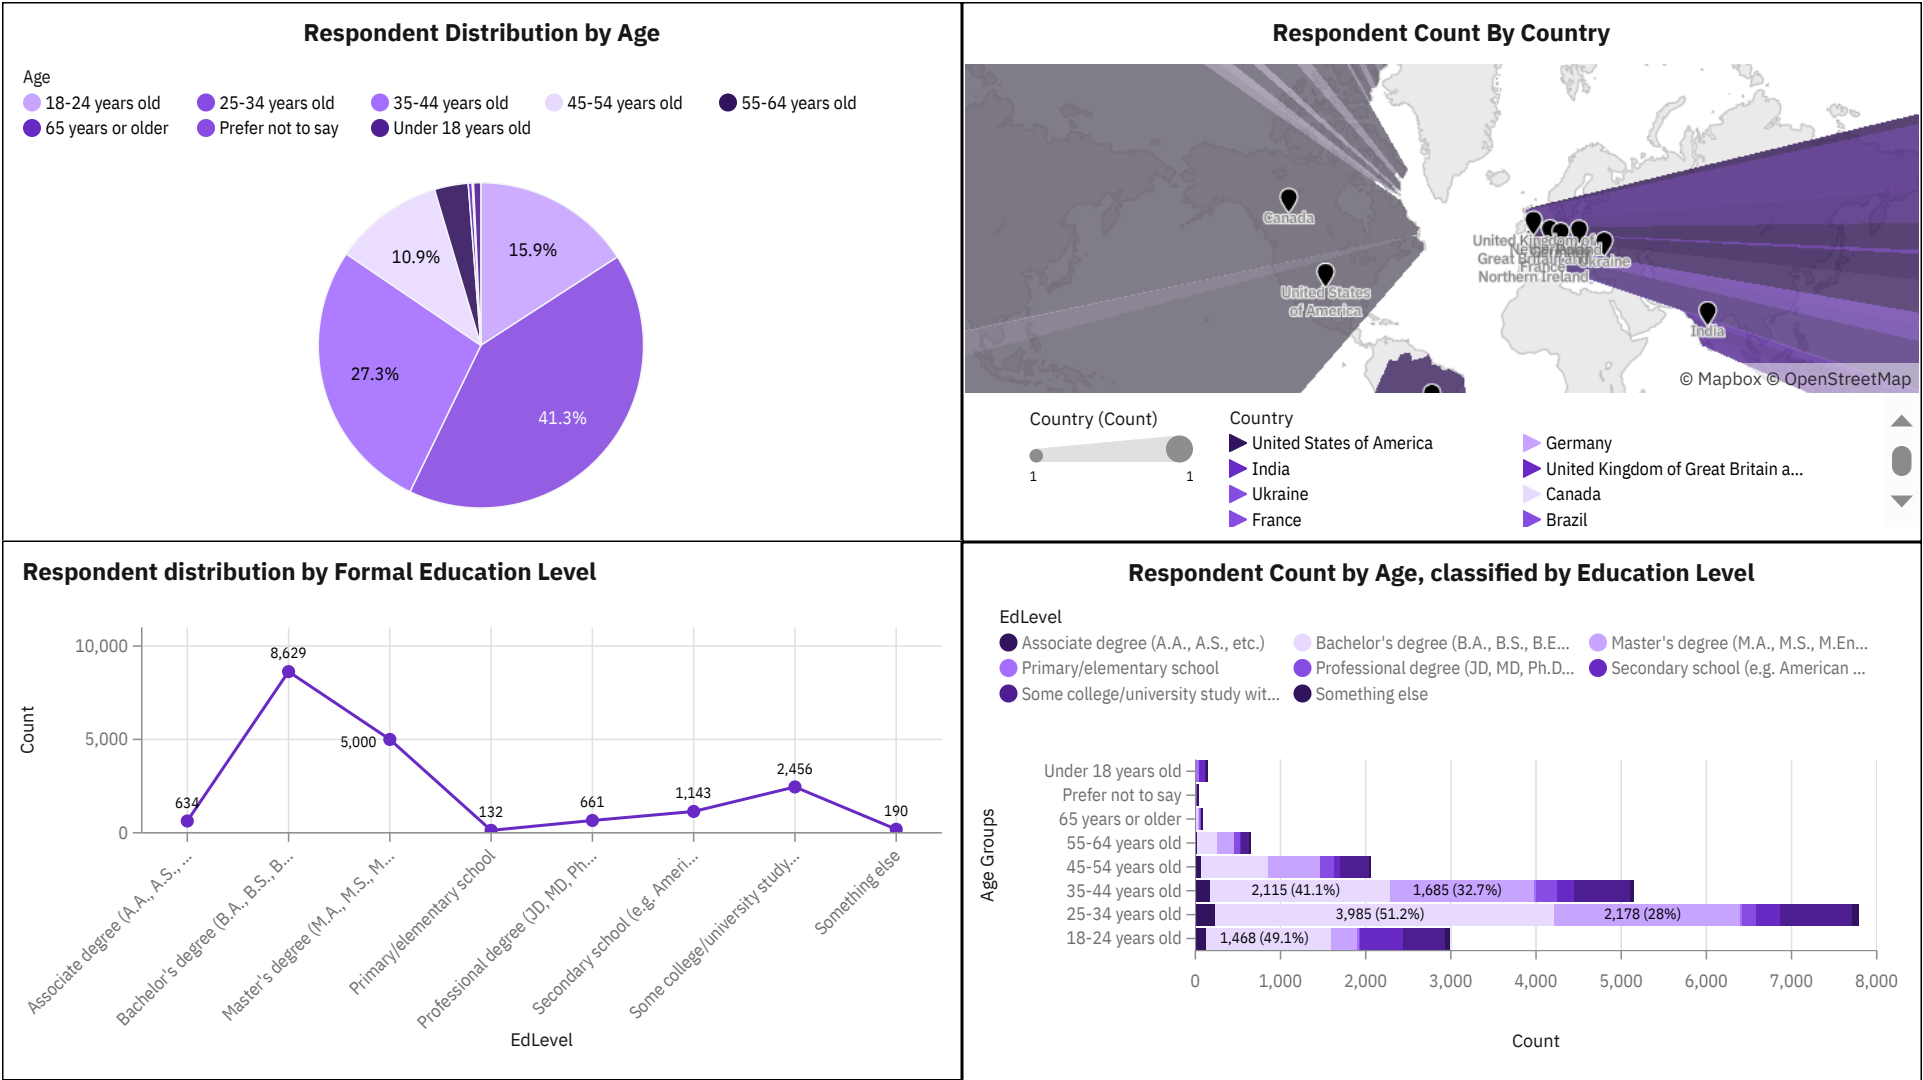 Respondent Distribution by Age
Age
18-24 years old
25-34 years old
35-44 years old
45-54 years old
55-64 years old
65 years or older
Prefer not to say
Under 18 years old
10.9%
15.9%
27.3%
41.3%
Respondent Count By Country
Canada
United States
of America
United Kingdom of
Great Britain and
Northern Ireland
France
Ukraine
India
© Mapbox © OpenStreetMap
Country (Count)
1
1
Country
United States of America
Germany
India
United Kingdom of Great Britain a...
Ukraine
Canada
France
Brazil
Respondent distribution by Formal Education Level
Count
10,000
5,000
0
634
8,629
5,000
132
661
1,143
2,456
190
Associate degree (A.A., A.S., ...
Bachelor's degree (B.A., B.S., B...
Master's degree (M.A., M.S., M...
Primary/elementary school
Professional degree (JD, MD, Ph...
Secondary school (e.g. Ameri...
Some college/university study...
Something else
EdLevel
Respondent Count by Age, classified by Education Level
EdLevel
Associate degree (A.A., A.S., etc.)
Bachelor's degree (B.A., B.S., B.E...
Master's degree (M.A., M.S., M.En...
Primary/elementary school
Professional degree (JD, MD, Ph.D...
Secondary school (e.g. American ...
Some college/university study wit...
Something else
Age Groups
Under 18 years old
Prefer not to say
65 years or older
55-64 years old
45-54 years old
35-44 years old
2,115 (41.1%)
1,685 (32.7%)
25-34 years old
3,985 (51.2%)
2,178 (28%)
18-24 years old
1,468 (49.1%)
0
1,000
2,000
3,000
4,000
5,000
6,000
7,000
8,000
Count